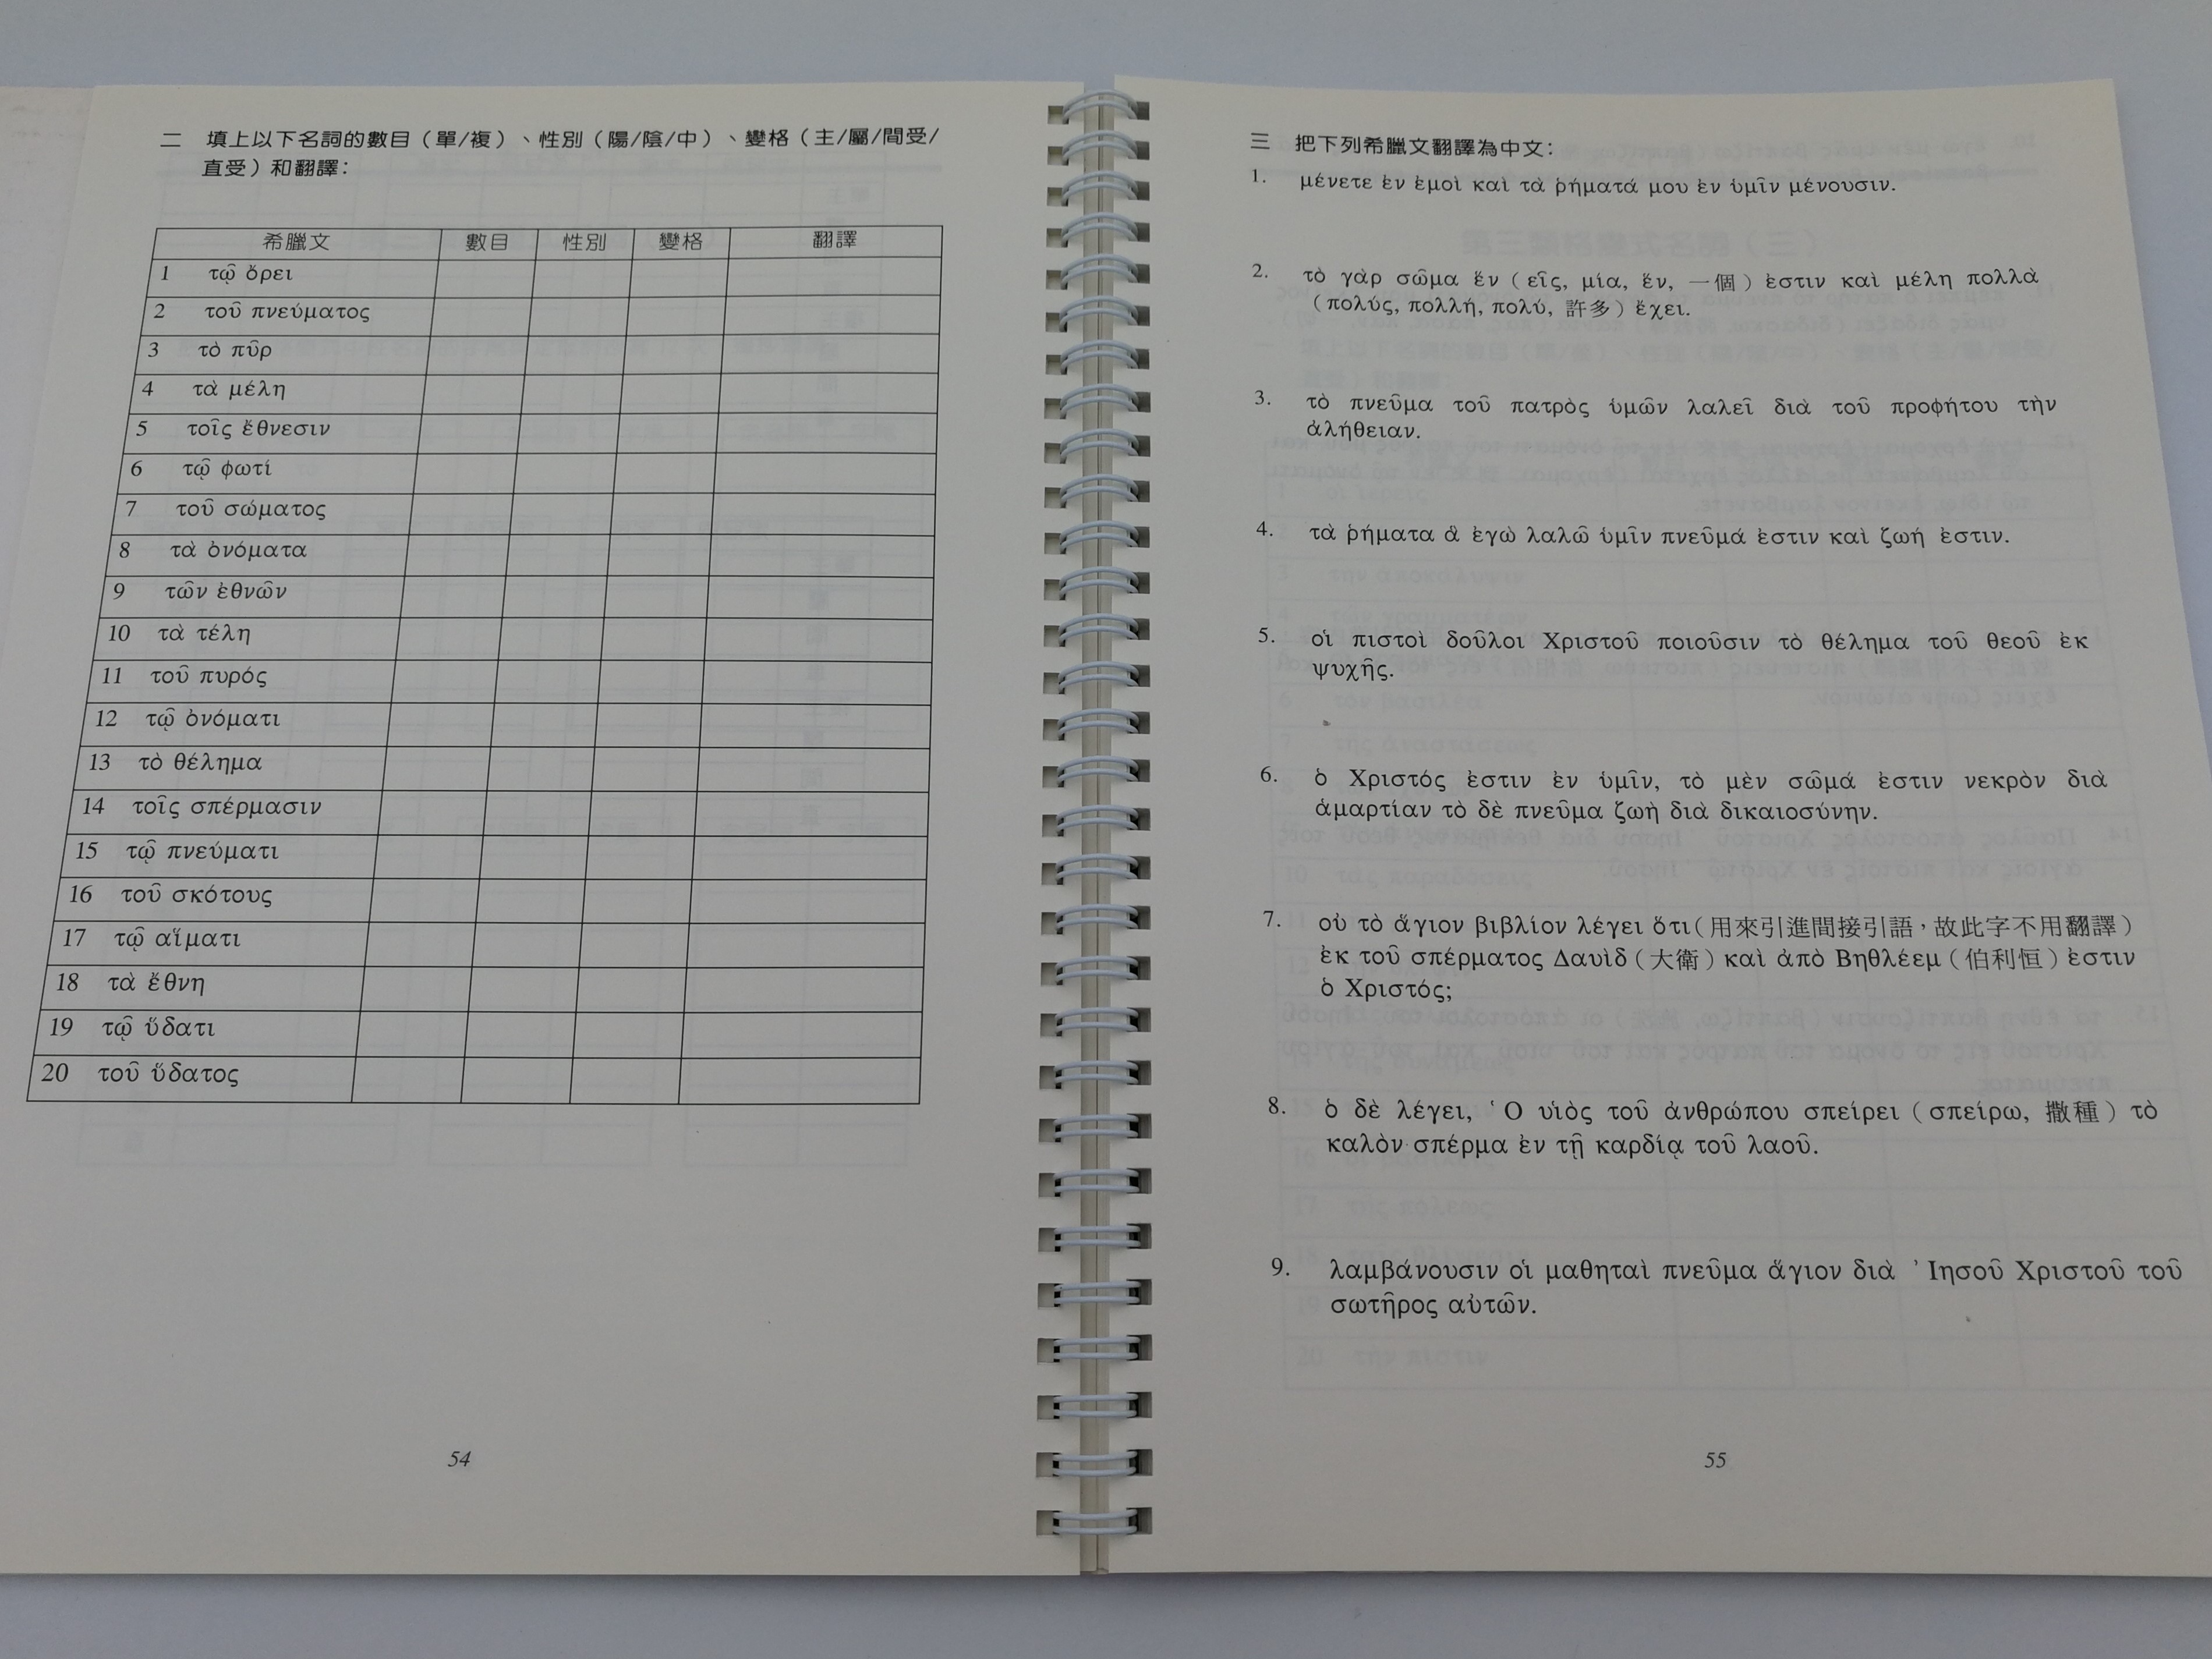 二 填上以下名詞的數目（單/複）、性別（陽/陰/中）、變格（主/屬/間受/
直受）和翻譯：
希臘文 數目 性別 變格 翻譯
1 τῷ ὄρει
2 τοῦ πνεύματος
3 τὸ πῦρ
4 τὰ μέλη
5 τοῖς ἔθνεσιν
6 τῷ φωτί
7 τοῦ σώματος
8 τὰ ὀνόματα
9 τῶν ἐθνῶν
10 τὰ τέλη
11 τοῦ πυρός
12 τῷ ὀνόματι
13 τὸ θέλημα
14 τοῖς σπέρμασιν
15 τῷ πνεύματι
16 τοῦ σκότους
17 τῷ αἵματι
18 τὰ ἔθνη
19 τῷ ὕδατι
20 τοῦ ὕδατος
54
三 把下列希臘文翻譯為中文：
1. μένετε ἐν ἐμοὶ καὶ τὰ ῥήματά μου ἐν ὑμῖν μένουσιν.
2. τὸ γὰρ σῶμα ἕν（εἷς, μία, ἕν, 一個）ἐστιν καὶ μέλη πολλὰ
（πολύς, πολλή, πολύ, 許多）ἔχει.
3. τὸ πνεῦμα τοῦ πατρὸς ὑμῶν λαλεῖ διὰ τοῦ προφήτου τὴν
ἀλήθειαν.
4. τὰ ῥήματα ἃ ἐγὼ λαλῶ ὑμῖν πνεῦμά ἐστιν καὶ ζωή ἐστιν.
5. οἱ πιστοὶ δοῦλοι Χριστοῦ ποιοῦσιν τὸ θέλημα τοῦ θεοῦ ἐκ
ψυχῆς.
6. ὁ Χριστός ἐστιν ἐν ὑμῖν, τὸ μὲν σῶμά ἐστιν νεκρὸν διὰ
ἁμαρτίαν τὸ δὲ πνεῦμα ζωὴ διὰ δικαιοσύνην.
7. οὐ τὸ ἅγιον βιβλίον λέγει ὅτι（用來引進間接引語，故此字不用翻譯）
ἐκ τοῦ σπέρματος Δαυὶδ（大衛）καὶ ἀπὸ Βηθλέεμ（伯利恒）ἐστιν
ὁ Χριστός;
8. ὁ δὲ λέγει, Ὁ υἱὸς τοῦ ἀνθρώπου σπείρει（σπείρω, 撒種）τὸ
καλὸν σπέρμα ἐν τῇ καρδίᾳ τοῦ λαοῦ.
9. λαμβάνουσιν οἱ μαθηταὶ πνεῦμα ἅγιον διὰ Ἰησοῦ Χριστοῦ τοῦ
σωτῆρος αὐτῶν.
55